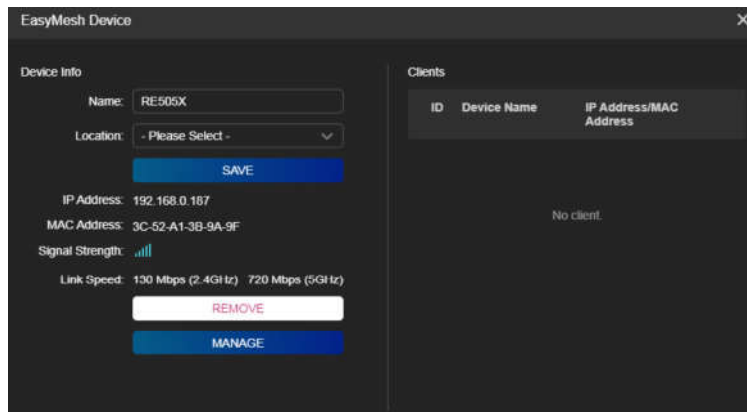 EasyMesh Device
Device Info
Name: RE505X
Location: - Please Select -
SAVE
IP Address: 192.168.0.187
MAC Address: 3C-52-A1-3B-9A-9F
Signal Strength:
Link Speed: 130 Mbps (2.4GHz) 720 Mbps (5GHz)
REMOVE
MANAGE
Clients
ID Device Name IP Address/MAC
Address
No client.